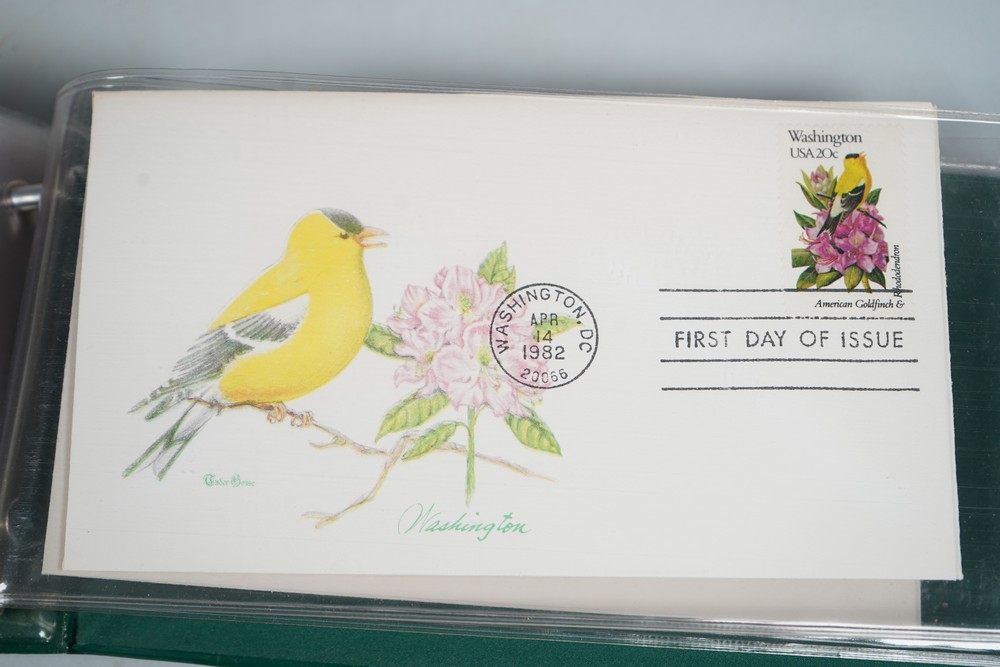 Washington
USA 20c
Rhododendron
American Goldfinch &
WASHINGTON, DC
APR
14
1982
20066
FIRST DAY OF ISSUE
Washington